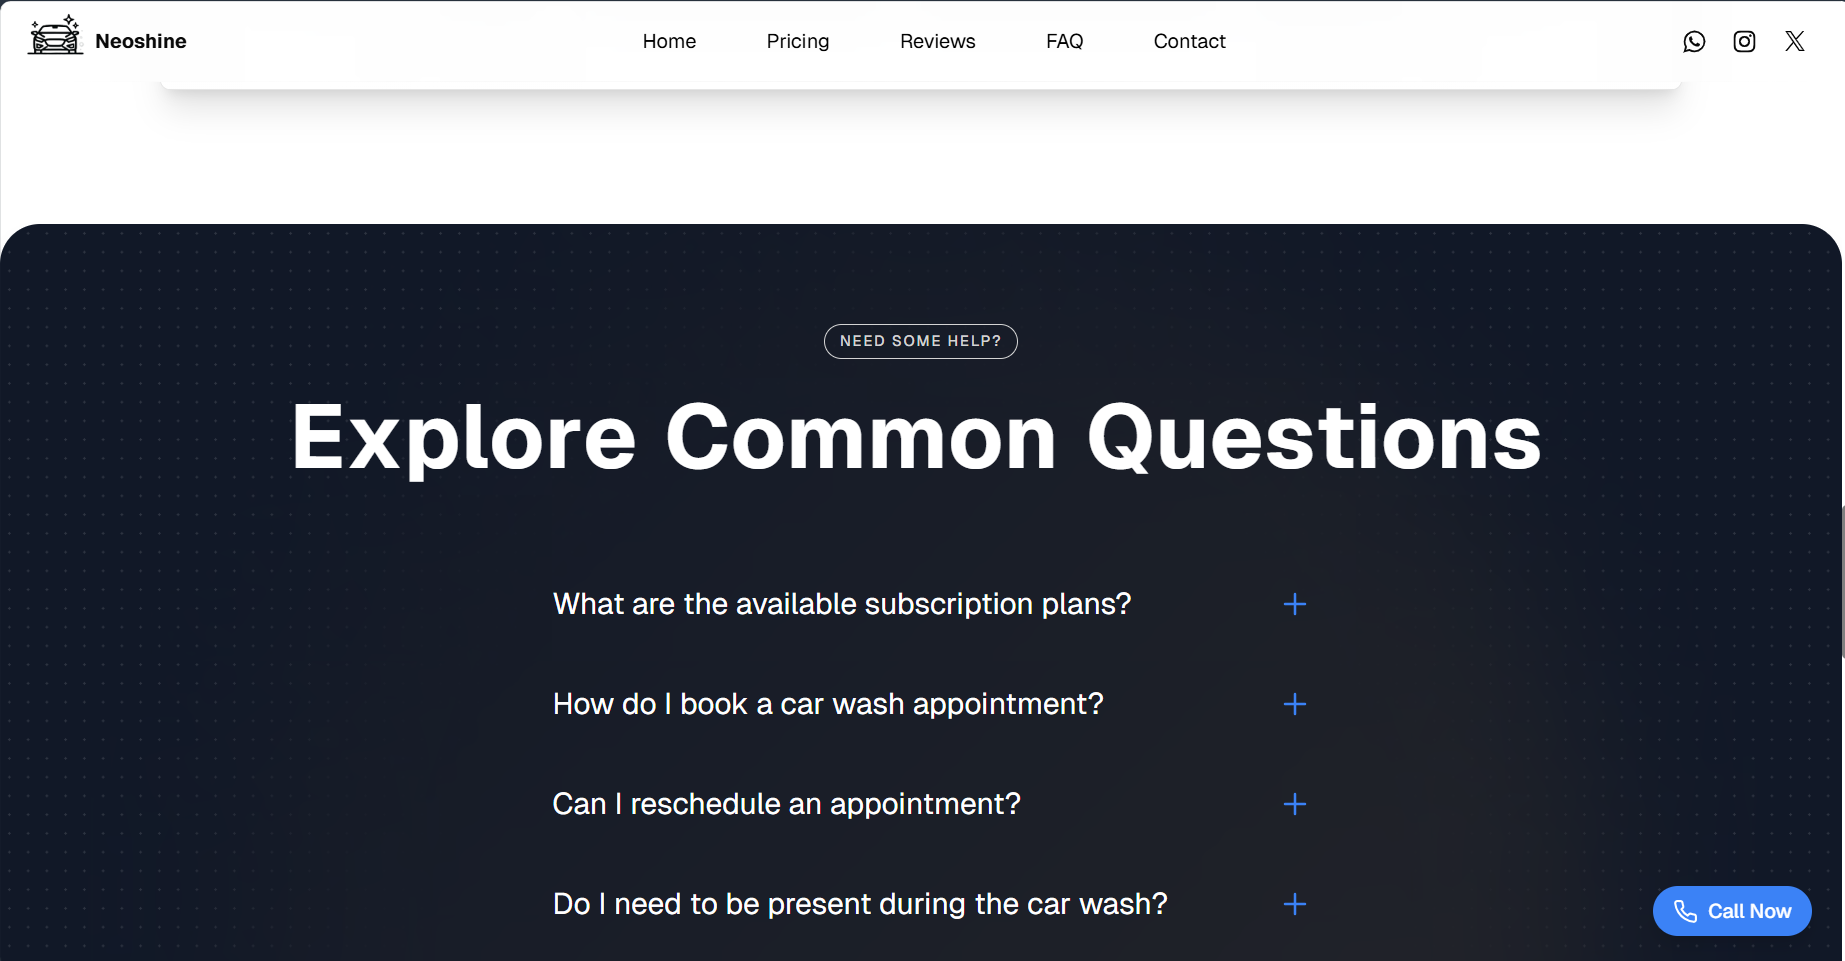 Neoshine
Home
Pricing
Reviews
FAQ
Contact
NEED SOME HELP?
Explore Common Questions
What are the available subscription plans?
How do I book a car wash appointment?
Can I reschedule an appointment?
Do I need to be present during the car wash?
Call Now